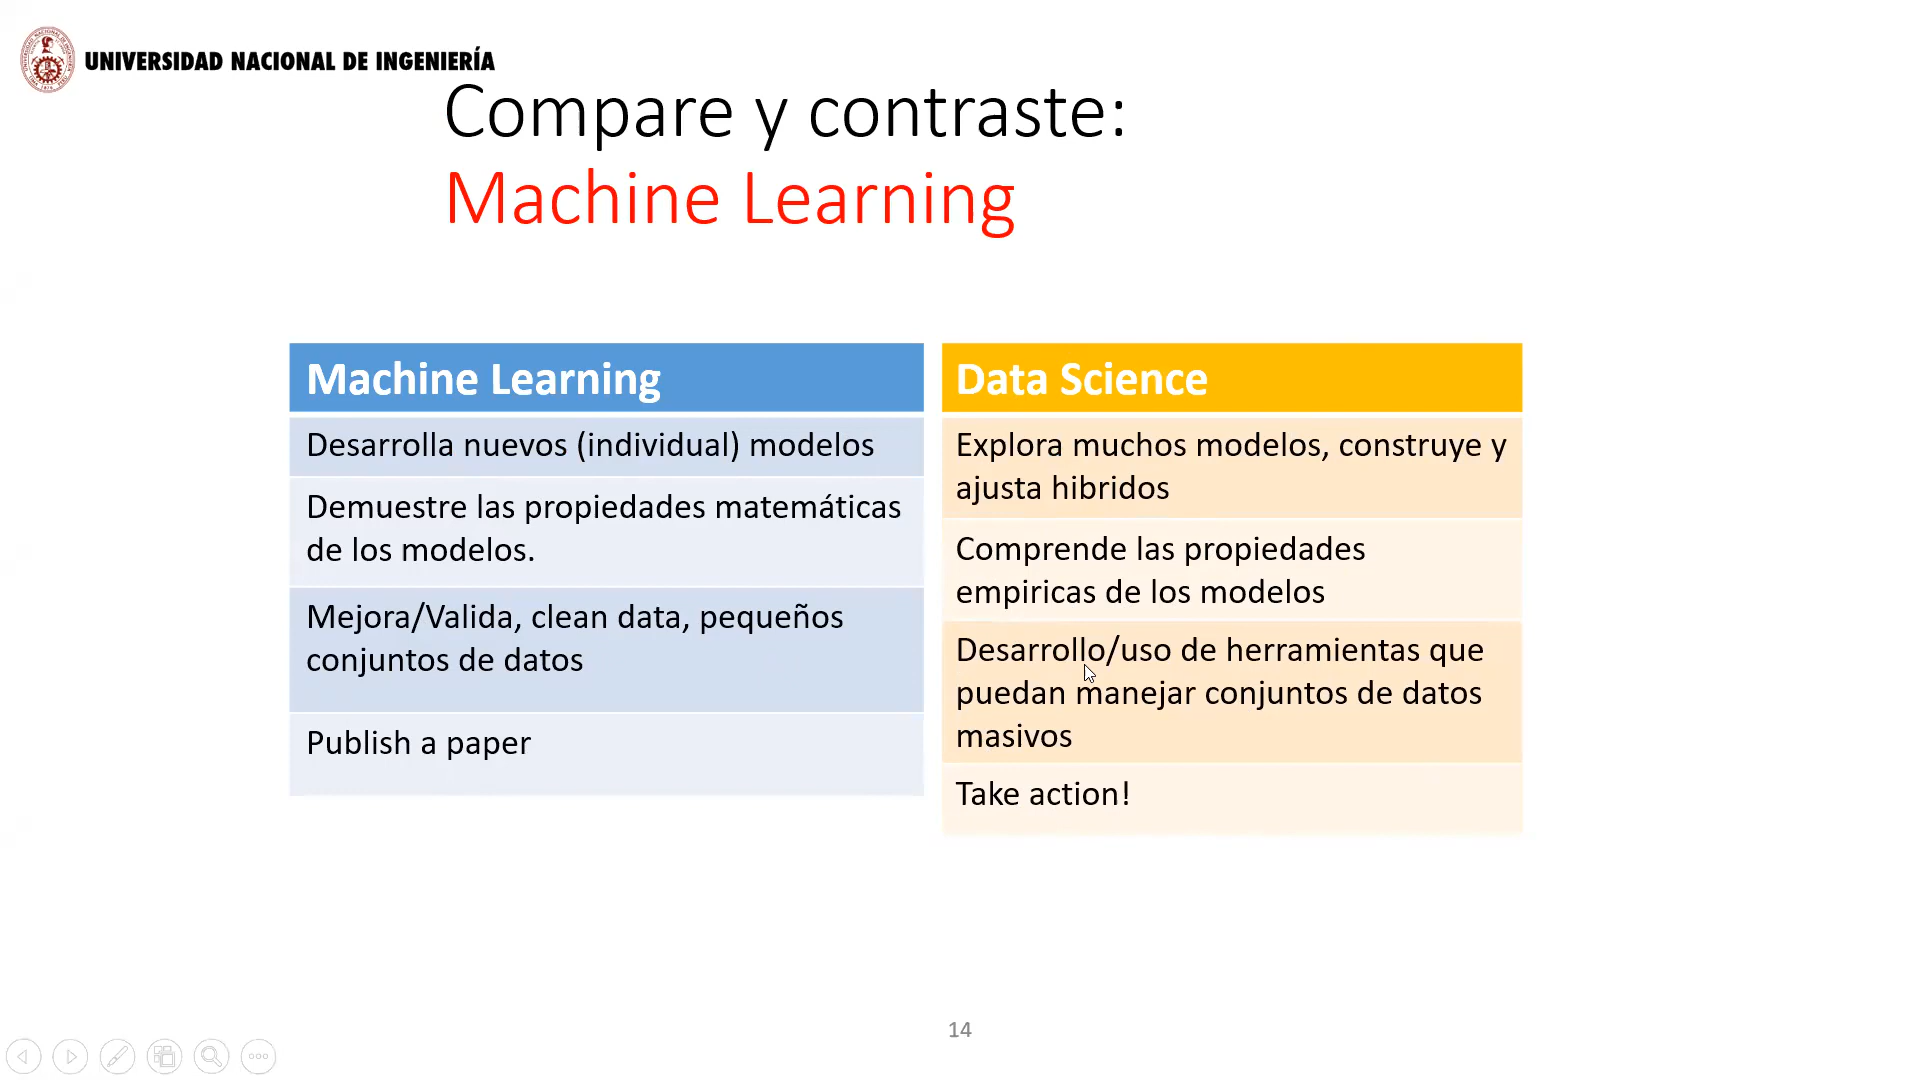 UNIVERSIDAD NACIONAL DE INGENIERÍA
Compare y contraste:
Machine Learning
Machine Learning
Desarrolla nuevos (individual) modelos
Demuestre las propiedades matemáticas
de los modelos.
Mejora/Valida, clean data, pequeños
conjuntos de datos
Publish a paper
Data Science
Explora muchos modelos, construye y
ajusta hibridos
Comprende las propiedades
empiricas de los modelos
Desarrollo/uso de herramientas que
puedan manejar conjuntos de datos
masivos
Take action!
14